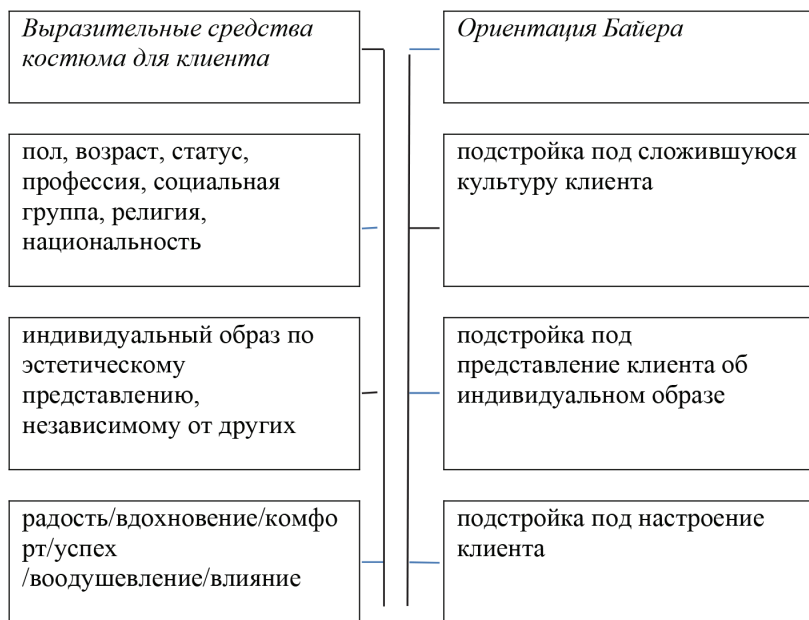 Выразительные средства
костюма для клиента
Ориентация Байера
пол, возраст, статус,
профессия, социальная
группа, религия,
национальность
подстройка под сложившуюся
культуру клиента
индивидуальный образ по
эстетическому
представлению,
независимому от других
подстройка под
представление клиента об
индивидуальном образе
радость/вдохновение/комфо
рт/успех
/воодушевление/влияние
подстройка под настроение
клиента